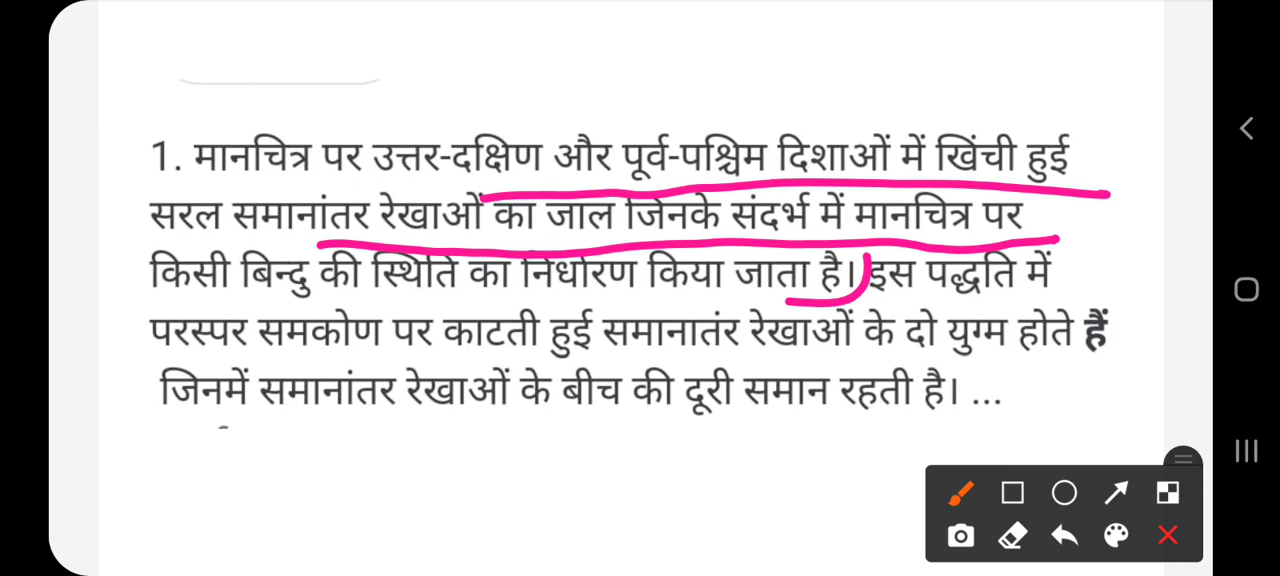 1. मानचित्र पर उत्तर-दक्षिण और पूर्व-पश्चिम दिशाओं में खिंची हुई
सरल समानांतर रेखाओं का जाल जिनके संदर्भ में मानचित्र पर
किसी बिन्दु की स्थिति का निर्धारण किया जाता है। इस पद्धति में
परस्पर समकोण पर काटती हुई समानातंर रेखाओं के दो युग्म होते हैं
जिनमें समानांतर रेखाओं के बीच की दूरी समान रहती है। ...